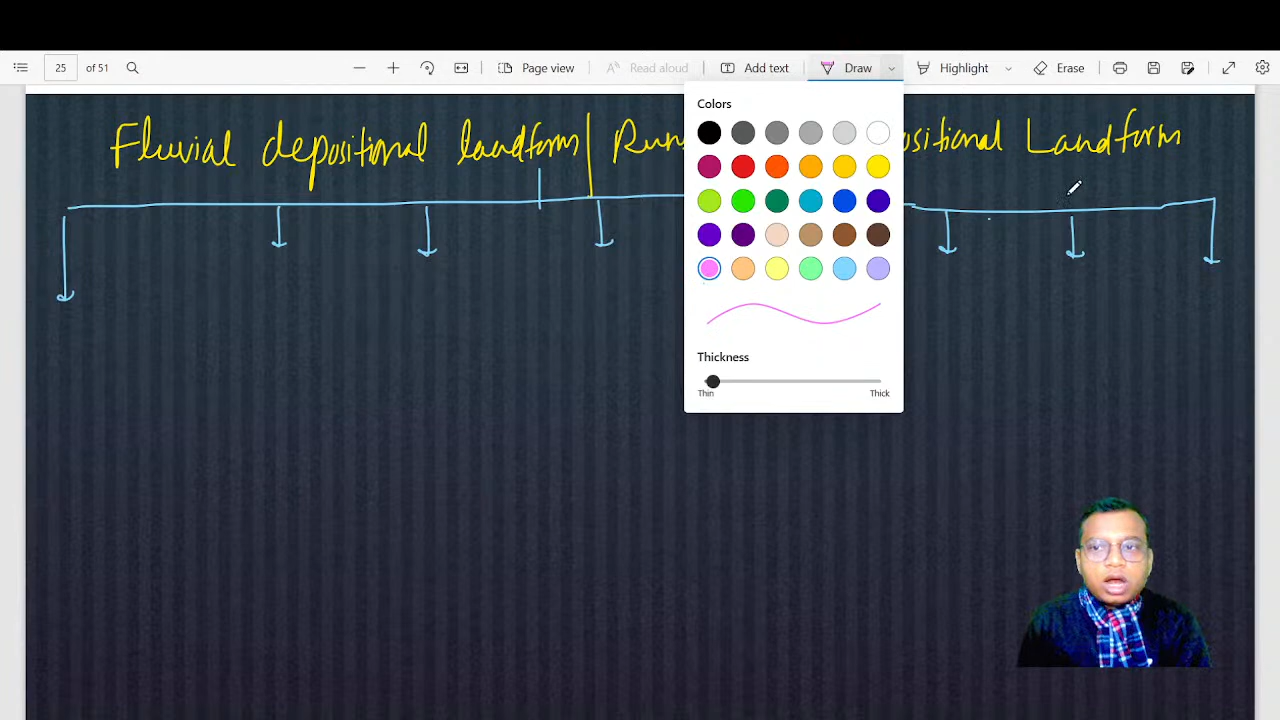 25 of 51 Page view Read aloud Add text Draw Highlight Erase
Colors
Fluvial depositional landform | Run ositional Landform
Thickness
Thin Thick